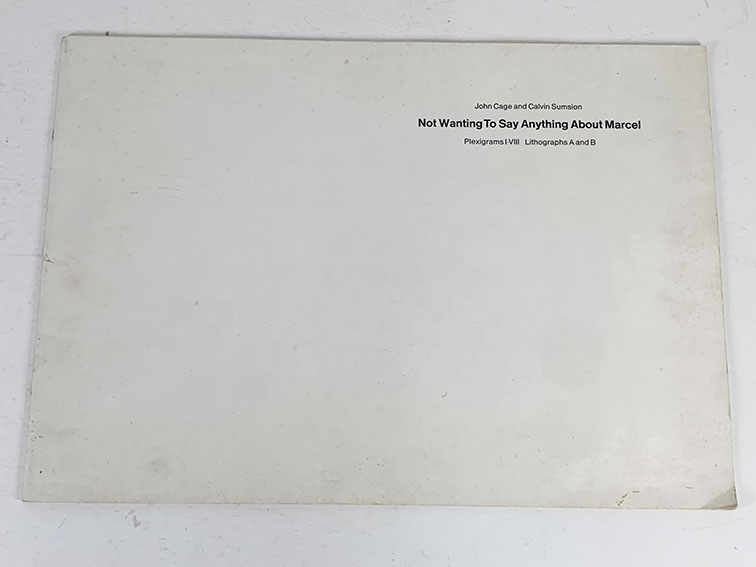 John Cage and Calvin Sumsion
Not Wanting To Say Anything About Marcel
Plexigrams I-VIII Lithographs A and B